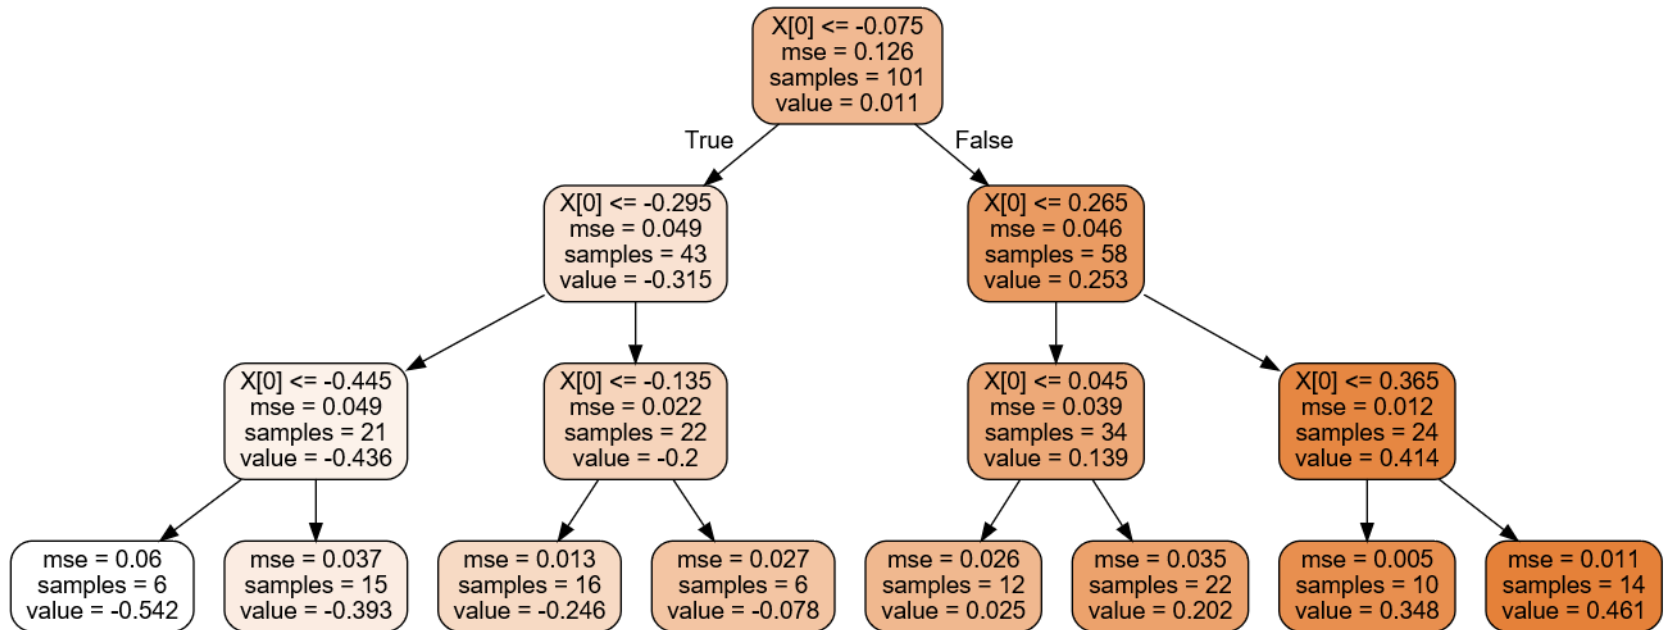 X[0] <= -0.075
mse = 0.126
samples = 101
value = 0.011
True
False
X[0] <= -0.295
mse = 0.049
samples = 43
value = -0.315
X[0] <= 0.265
mse = 0.046
samples = 58
value = 0.253
X[0] <= -0.445
mse = 0.049
samples = 21
value = -0.436
X[0] <= -0.135
mse = 0.022
samples = 22
value = -0.2
X[0] <= 0.045
mse = 0.039
samples = 34
value = 0.139
X[0] <= 0.365
mse = 0.012
samples = 24
value = 0.414
mse = 0.06
samples = 6
value = -0.542
mse = 0.037
samples = 15
value = -0.393
mse = 0.013
samples = 16
value = -0.246
mse = 0.027
samples = 6
value = -0.078
mse = 0.026
samples = 12
value = 0.025
mse = 0.035
samples = 22
value = 0.202
mse = 0.005
samples = 10
value = 0.348
mse = 0.011
samples = 14
value = 0.461